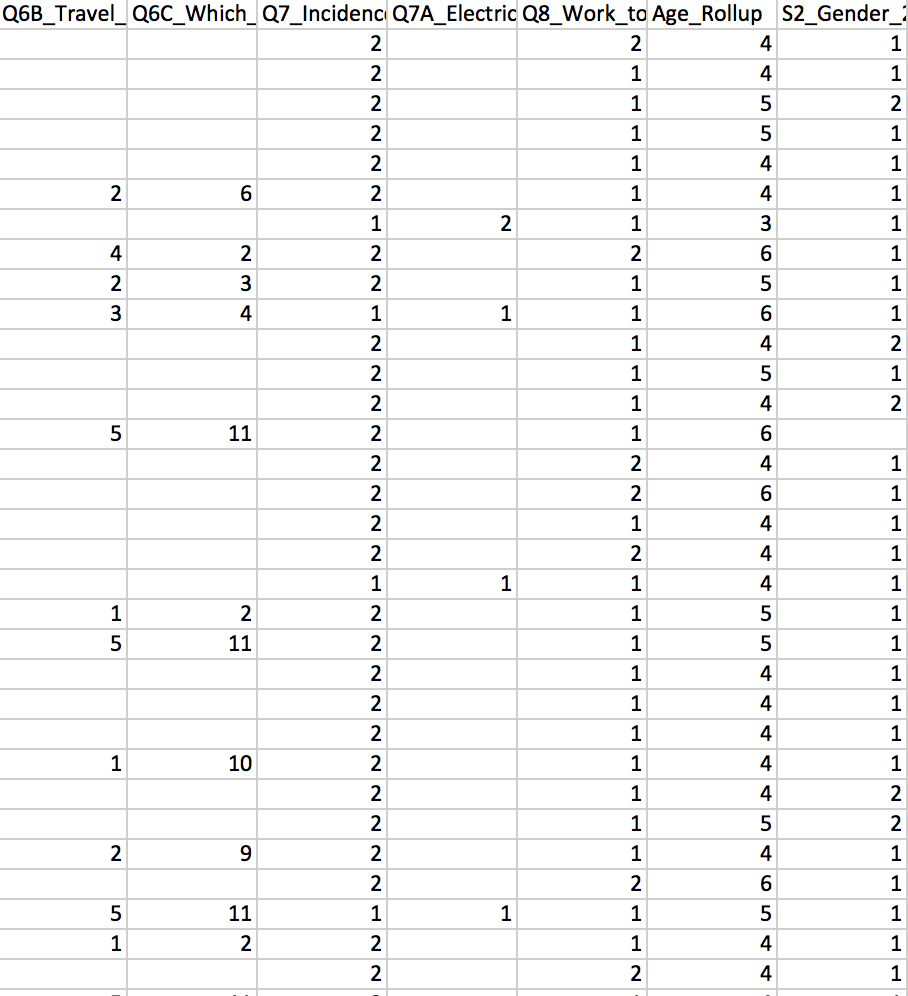 Q6B_Travel_ Q6C_Which_ Q7_Incidenc Q7A_Electric Q8_Work_to Age_Rollup S2_Gender_
2 2 4 1
2 1 4 1
2 1 5 2
2 1 5 1
2 1 4 1
2 6 2 1 4 1
1 2 1 3 1
4 2 2 2 6 1
2 3 2 1 5 1
3 4 1 1 1 6 1
2 1 4 2
2 1 5 1
2 1 4 2
5 11 2 1 6
2 2 4 1
2 2 6 1
2 1 4 1
2 2 4 1
1 1 1 4 1
1 2 2 1 5 1
5 11 2 1 5 1
2 1 4 1
2 1 4 1
2 1 4 1
1 10 2 1 4 1
2 1 4 2
2 1 5 2
2 9 2 1 4 1
2 2 6 1
5 11 1 1 1 5 1
1 2 2 1 4 1
2 2 4 1